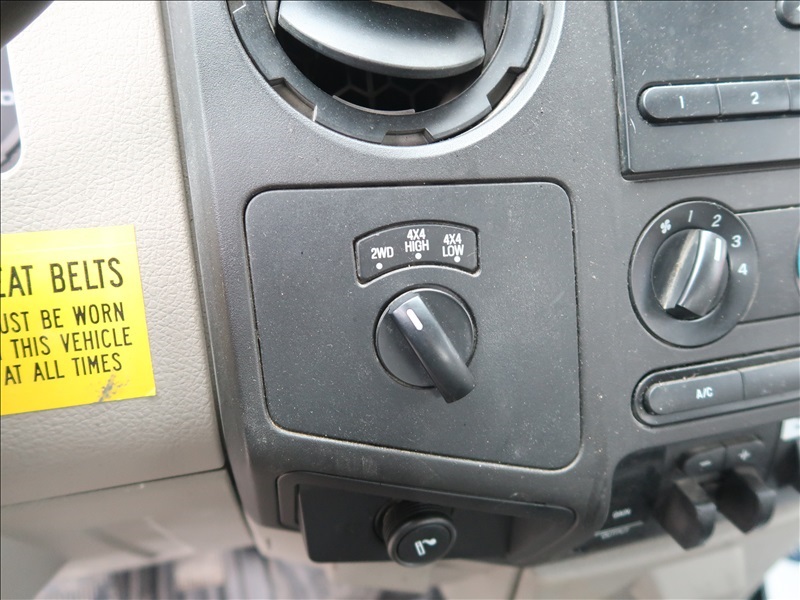 1 2
2WD 4X4 HIGH 4X4 LOW
1 2 3 4
EAT BELTS
UST BE WORN
THIS VEHICLE
AT ALL TIMES
A/C
- +
GAIN